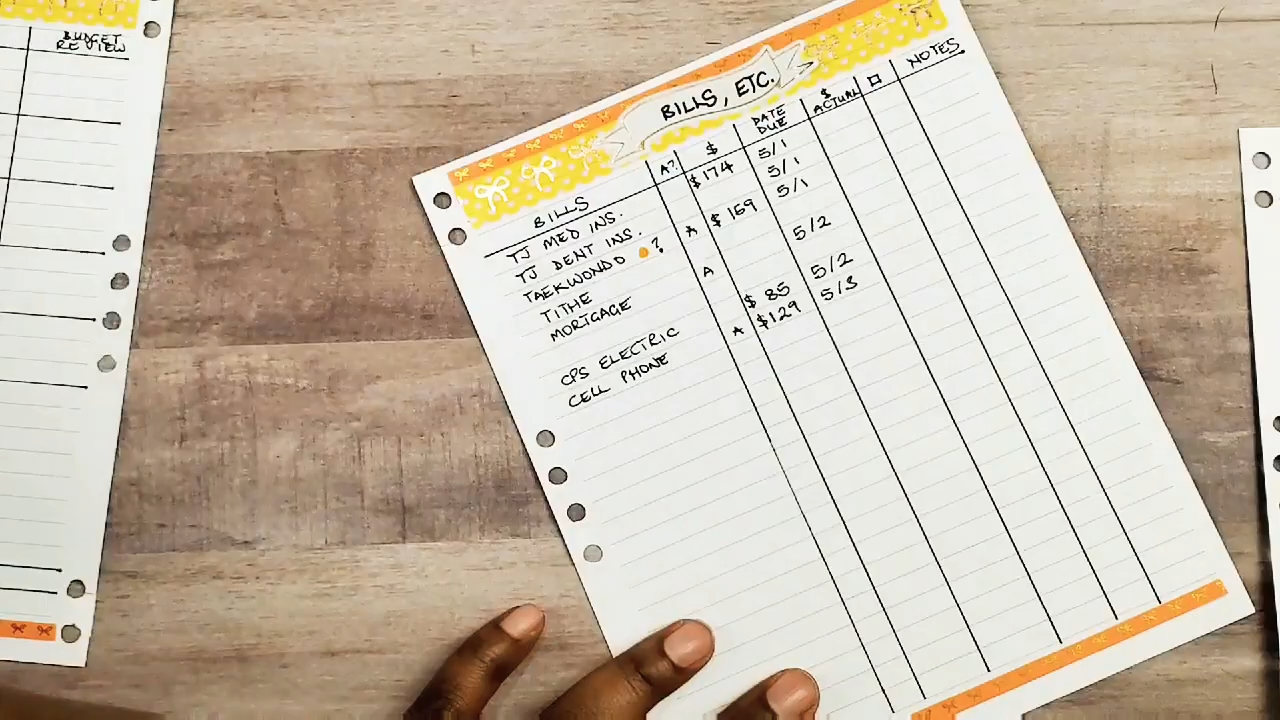 BUDGET
REVIEW
BILLS, ETC.
BILLS A? $ DATE DUE $ ACTUAL NOTES
TJ MED INS. $174 5/1
TJ DENT INS. 5/1
TAEKWONDO ? A $169 5/1
TITHE
MORTGAGE A 5/2
CPS ELECTRIC $85 5/2
CELL PHONE A $129 5/3